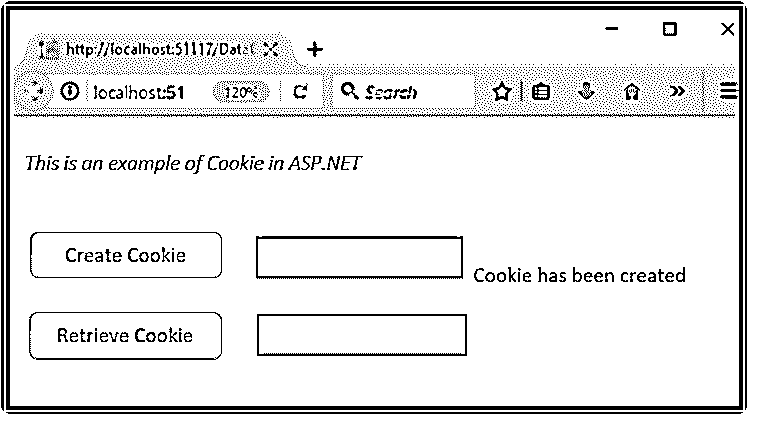 http://localhost:51117/Data
localhost:51 120% Search
This is an example of Cookie in ASP.NET
Create Cookie
Cookie has been created
Retrieve Cookie